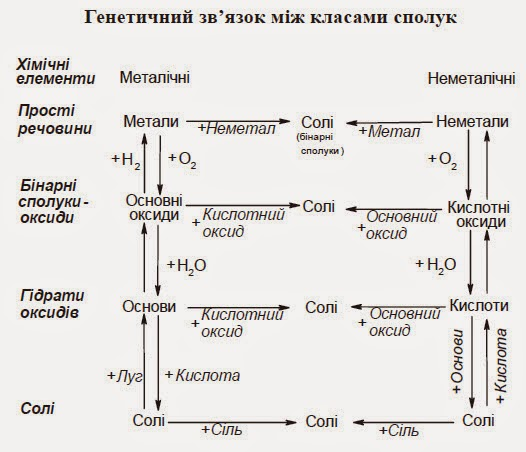 Генетичний зв’язок між класами сполук
Хімічні
елементи
Металічні
Неметалічні
Прості
речовини
Метали
+Неметал
Солі
(бінарні
сполуки)
+Метал
Неметали
+H2
+O2
+O2
Бінарні
сполуки-
оксиди
Основні
оксиди
+Кислотний
оксид
Солі
+Основний
оксид
Кислотні
оксиди
+H2O
+H2O
Гідрати
оксидів
Основи
+Кислотний
оксид
Солі
+Основний
оксид
Кислоти
+Луг
+Кислота
+Основи
+Кислота
Солі
Солі
+Сіль
Солі
+Сіль
Солі